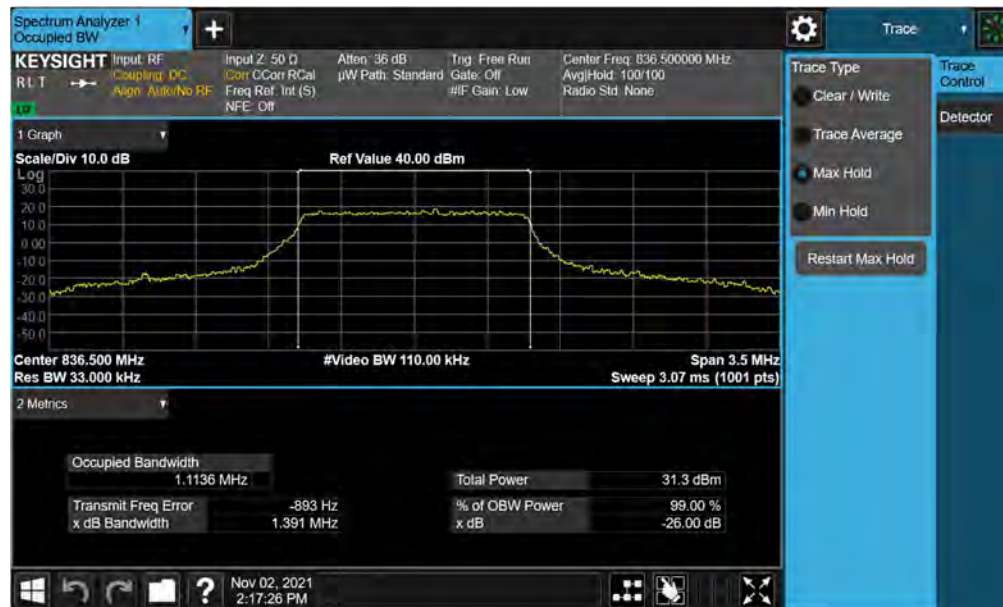 Spectrum Analyzer 1
Occupied BW
+
Trace
KEYSIGHT
RLT
Input: RF
Coupling: DC
Align: Auto/No RF
Input Z: 50 Ω
Corr CCorr RCal
Freq Ref: Int (S)
NFE: Off
Atten: 36 dB
µW Path: Standard
Trig: Free Run
Gate: Off
#IF Gain: Low
Center Freq: 836.500000 MHz
Avg|Hold: 100/100
Radio Std: None
Trace Type
Clear / Write
Trace Average
Max Hold
Min Hold
Restart Max Hold
Trace
Control
Detector
1 Graph
Scale/Div 10.0 dB
Ref Value 40.00 dBm
Log
30.0
20.0
10.0
0.00
-10.0
-20.0
-30.0
-40.0
-50.0
Center 836.500 MHz
#Video BW 110.00 kHz
Span 3.5 MHz
Res BW 33.000 kHz
Sweep 3.07 ms (1001 pts)
2 Metrics
Occupied Bandwidth
1.1136 MHz
Total Power 31.3 dBm
Transmit Freq Error -893 Hz
% of OBW Power 99.00 %
x dB Bandwidth 1.391 MHz
x dB -26.00 dB
?
Nov 02, 2021
2:17:26 PM